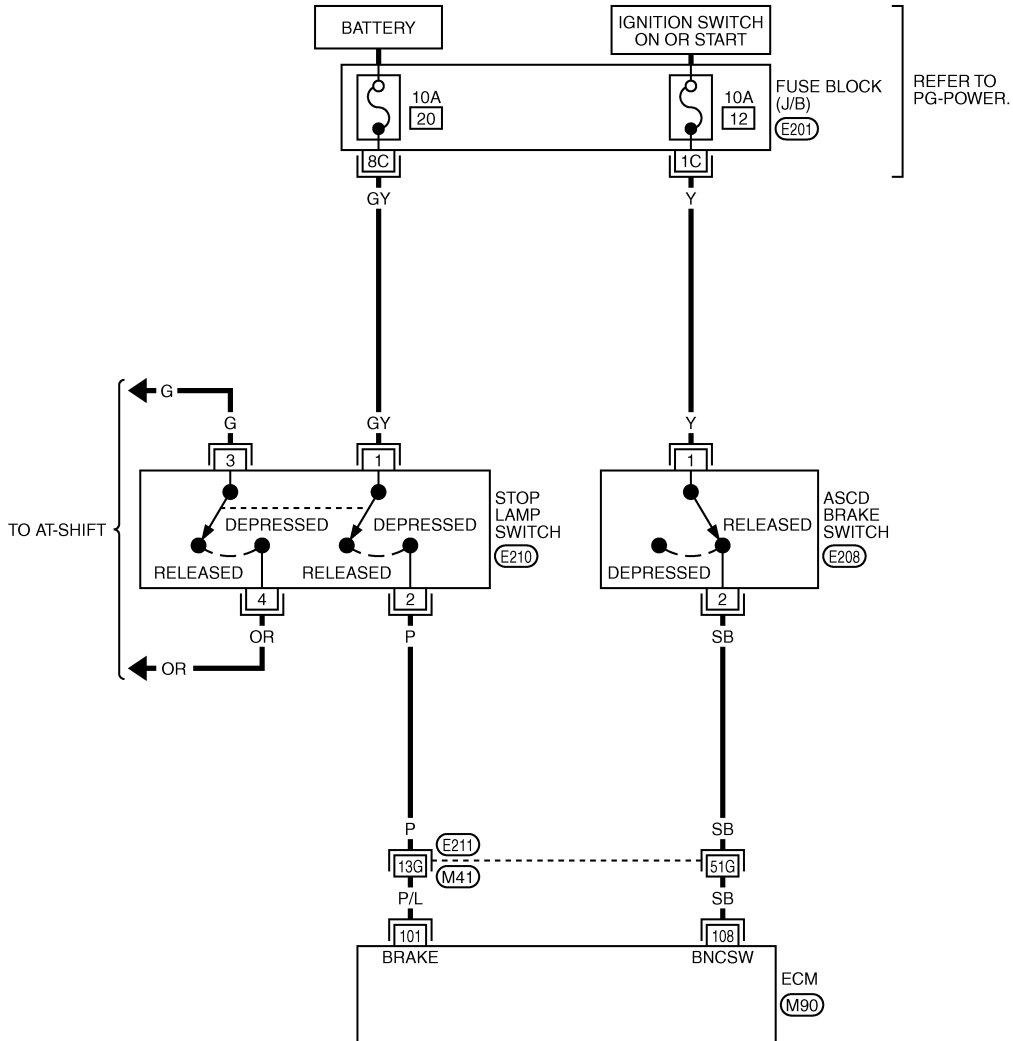 BATTERY
IGNITION SWITCH
ON OR START
FUSE BLOCK
(J/B)
E201
REFER TO
PG-POWER.
10A
20
10A
12
8C
1C
GY
Y
G
G
GY
Y
3
1
1
TO AT-SHIFT
DEPRESSED
DEPRESSED
RELEASED
RELEASED
STOP
LAMP
SWITCH
E210
RELEASED
DEPRESSED
ASCD
BRAKE
SWITCH
E208
4
2
2
OR
P
SB
OR
P
SB
E211
13G
51G
M41
P/L
SB
101
108
BRAKE
BNCSW
ECM
M90